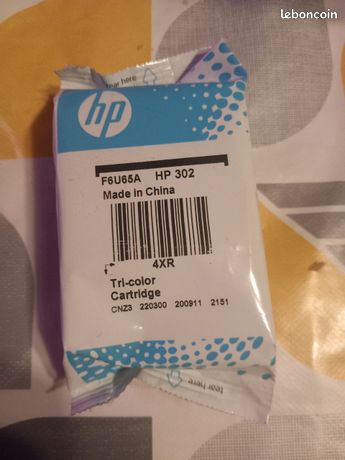 leboncoin
tear here
hp
F6U65A HP 302
Made in China
4XR
Tri-color
Cartridge
CNZ3 220300 200911 2151
tear here